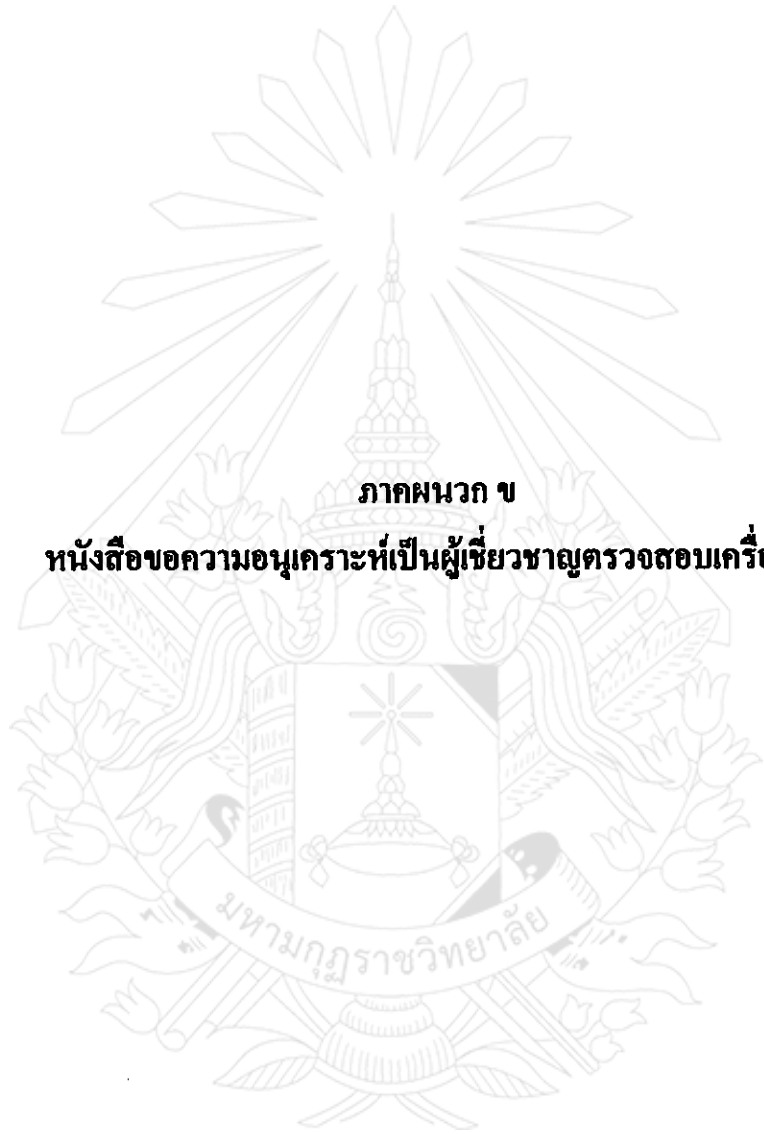 ภาคผนวก ข
หนังสือขอความอนุเคราะห์เป็นผู้เชี่ยวชาญตรวจสอบ
มหามกุฏราชวิทยาลัย